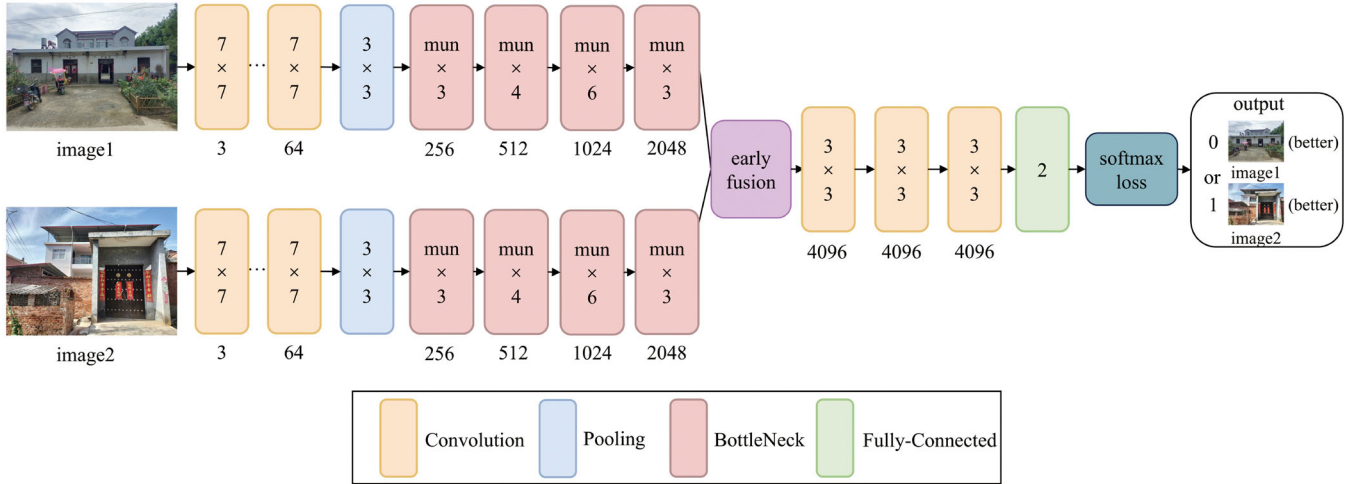 7 × 7 ... 7 × 7 3 × 3 mun × 3 mun × 4 mun × 6 mun × 3
image1 3 64 256 512 1024 2048
early fusion 3 × 3 3 × 3 3 × 3 2 softmax loss
4096 4096 4096
output
0 (better)
image1
or
1 (better)
image2
7 × 7 ... 7 × 7 3 × 3 mun × 3 mun × 4 mun × 6 mun × 3
image2 3 64 256 512 1024 2048
Convolution Pooling BottleNeck Fully-Connected